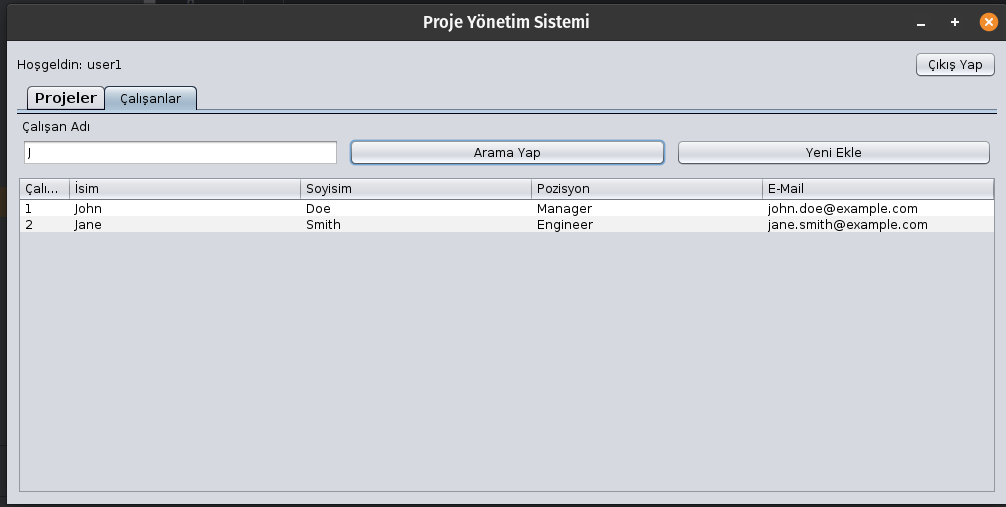 Proje Yönetim Sistemi
Hoşgeldin: user1
Çıkış Yap
Projeler Çalışanlar
Çalışan Adı
J Arama Yap Yeni Ekle
Çalı... İsim Soyisim Pozisyon E-Mail
1 John Doe Manager john.doe@example.com
2 Jane Smith Engineer jane.smith@example.com